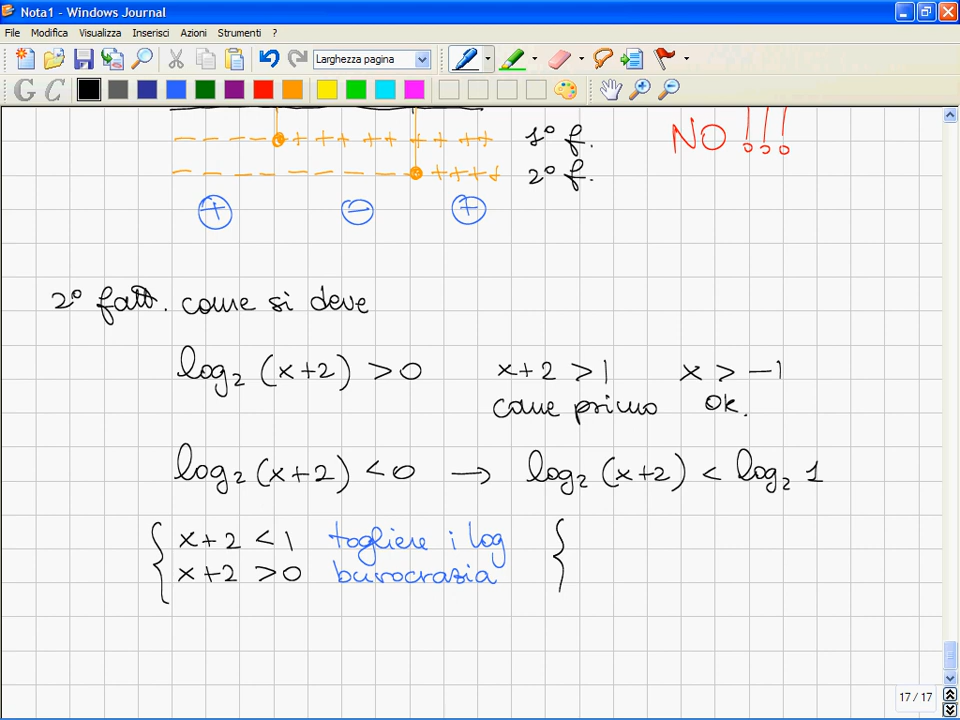 Nota1 - Windows Journal
File Modifica Visualizza Inserisci Azioni Strumenti ?
Larghezza pagina
- - - - + + + + + + + + + 1° f. NO !!!
- - - - - - - - + + + + 2° f.
+ - +
2° fatt. come si deve
log₂ (x+2) > 0 x+2 > 1 x > -1
come primo ok.
log₂ (x+2) < 0 → log₂ (x+2) < log₂ 1
{ x+2 < 1 togliere i log {
x+2 > 0 burocrazia
17 / 17